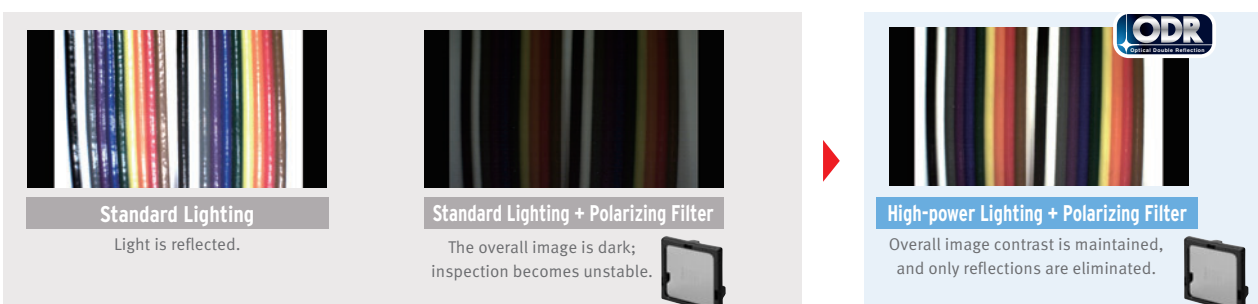 Standard Lighting
Light is reflected.
Standard Lighting + Polarizing Filter
The overall image is dark;
inspection becomes unstable.
ODR
Optical Double Reflection
High-power Lighting + Polarizing Filter
Overall image contrast is maintained,
and only reflections are eliminated.